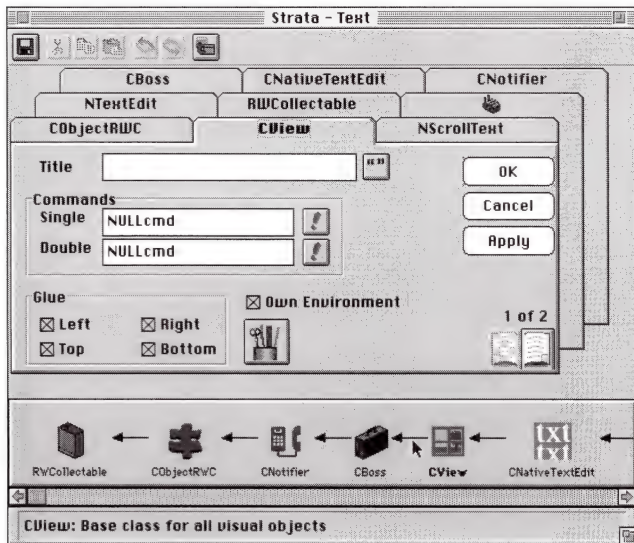 Strata - Text
CBoss CNativeTextEdit CNotifier
NTextEdit RWCollectable
CObjectRWC CView NScrollText
Title “ ” OK
Commands
Single NULLcmd ! Cancel
Double NULLcmd ! Apply
Glue
Own Environment
Left Right
1 of 2
Top Bottom
txt
txt
RWCollectable CObjectRWC CNotifier CBoss CView CNativeTextEdit
CView: Base class for all visual objects